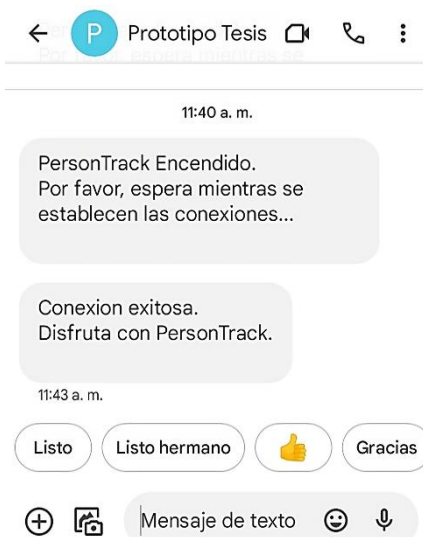 P Prototipo Tesis
11:40 a. m.
PersonTrack Encendido.
Por favor, espera mientras se
establecen las conexiones...
Conexion exitosa.
Disfruta con PersonTrack.
11:43 a. m.
Listo
Listo hermano
Gracias
Mensaje de texto